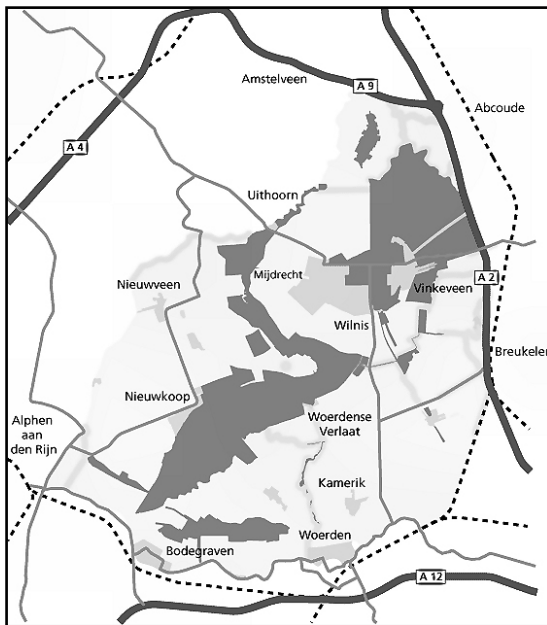 Amstelveen
A 9
Abcoude
A 4
Uithoorn
Mijdrecht
A 2
Nieuwveen
Vinkeveen
Wilnis
Breukelen
Nieuwkoop
Woerdense
Verlaat
Alphen
aan
den Rijn
Kamerik
Woerden
Bodegraven
A 12